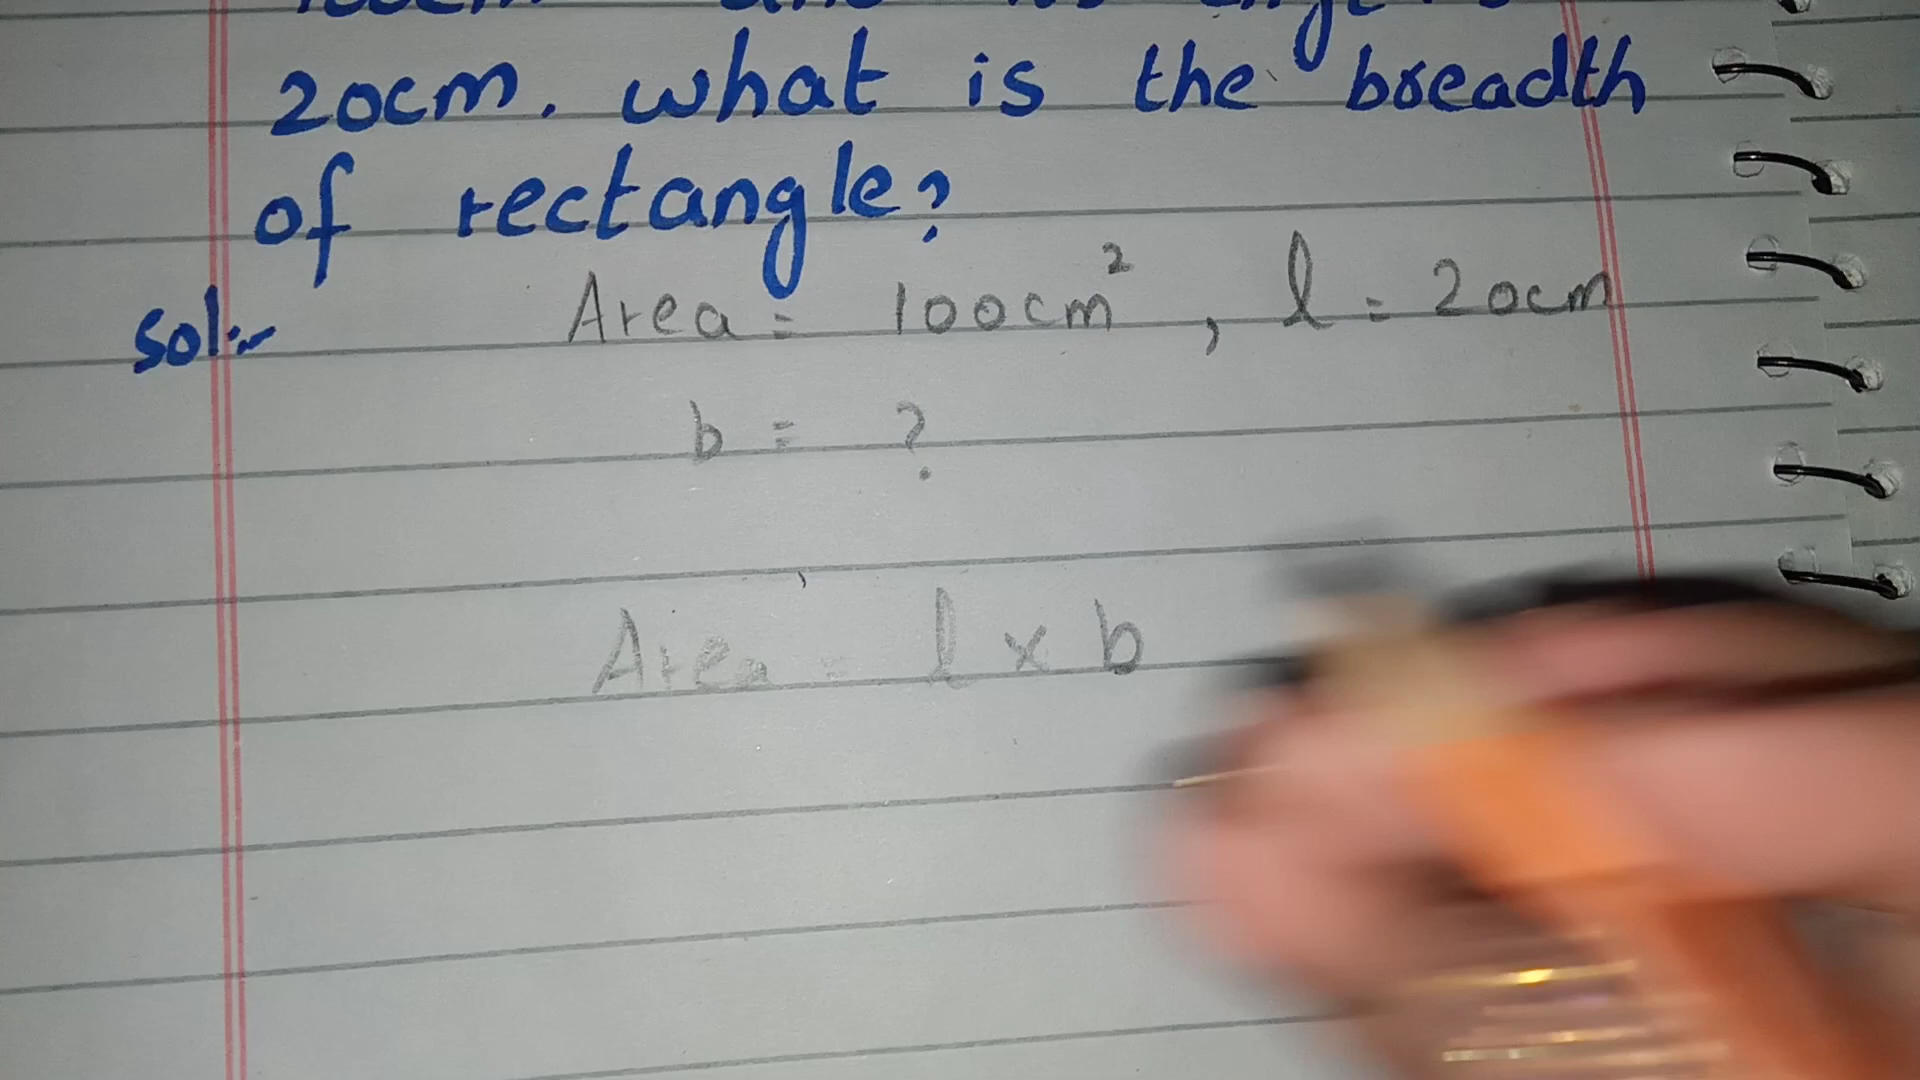 20cm. what is the breadth
of rectangle?
Sol:- Area = 100cm², l = 20cm
b = ?
Area = l × b